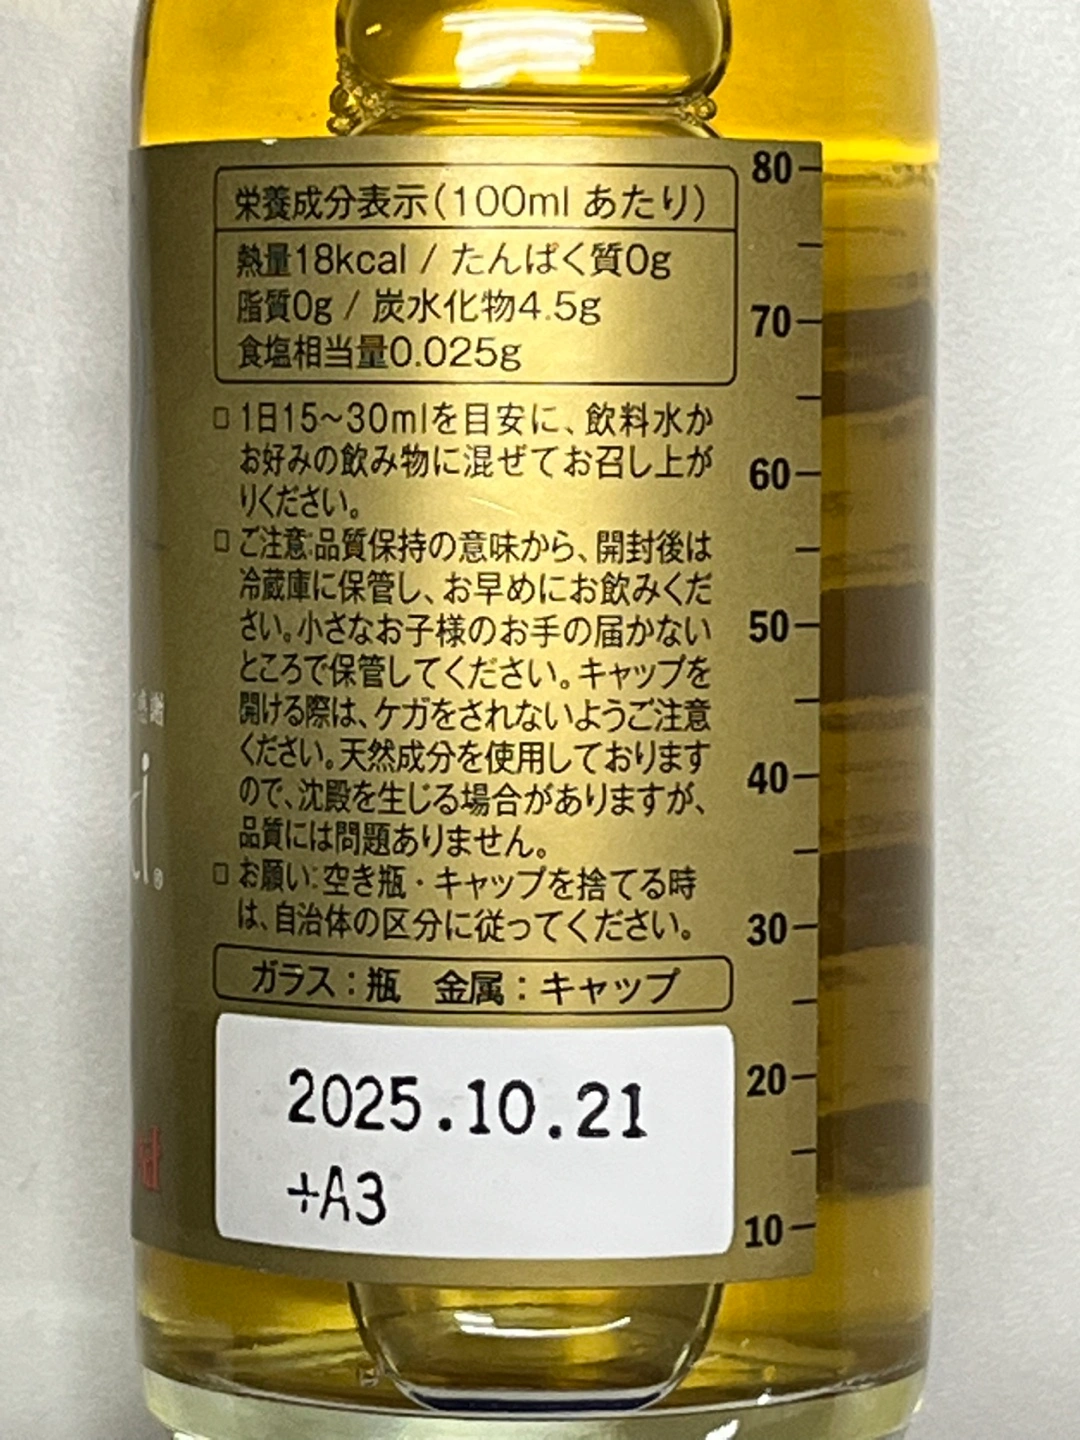 栄養成分表示(100ml あたり)
熱量18kcal / たんぱく質0g
脂質0g / 炭水化物4.5g
食塩相当量0.025g
□ 1日15~30mlを目安に、飲料水か
お好みの飲み物に混ぜてお召し上が
りください。
□ ご注意:品質保持の意味から、開封後は
冷蔵庫に保管し、お早めにお飲みくだ
さい。小さなお子様のお手の届かない
ところで保管してください。キャップを
開ける際は、ケガをされないようご注意
ください。天然成分を使用しております
ので、沈殿を生じる場合がありますが、
品質には問題ありません。
□ お願い:空き瓶・キャップを捨てる時
は、自治体の区分に従ってください。
ガラス:瓶 金属:キャップ
2025.10.21
+A3
80
70
60
50
40
30
20
10
感謝
i
®